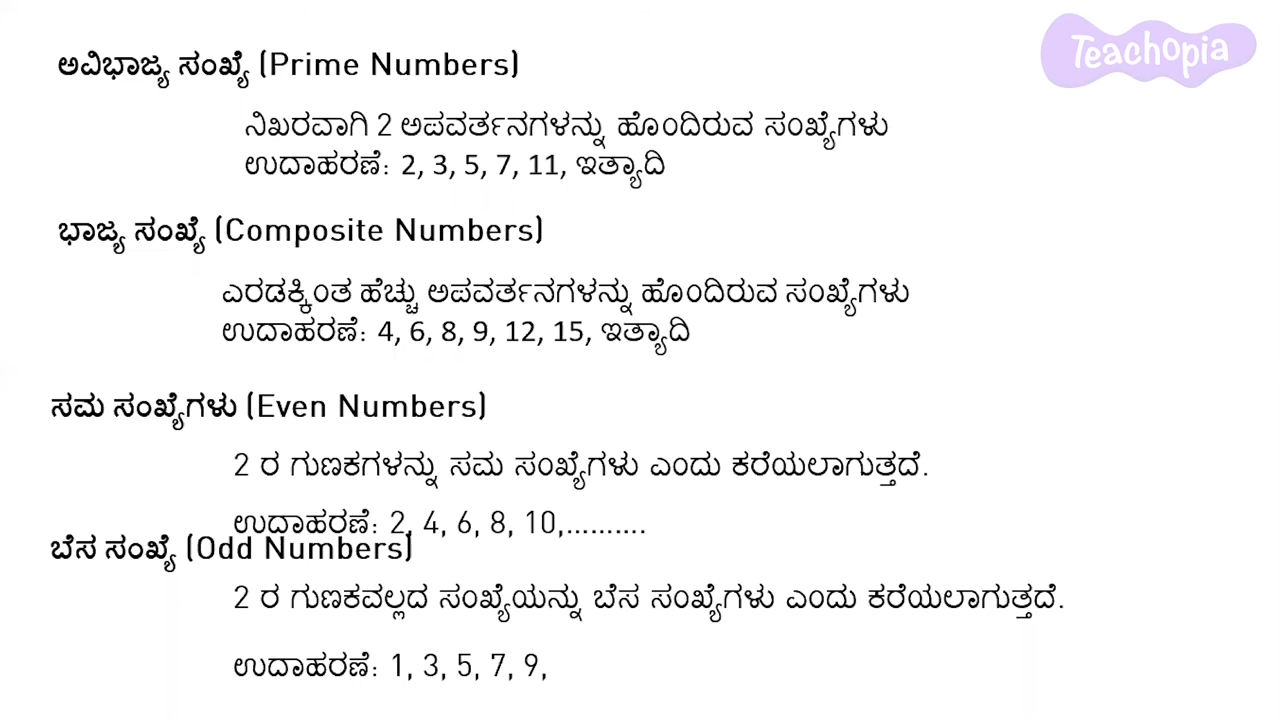 Teachopia
ಅವಿಭಾಜ್ಯ ಸಂಖ್ಯೆ (Prime Numbers)
ನಿಖರವಾಗಿ 2 ಅಪವರ್ತನಗಳನ್ನು ಹೊಂದಿರುವ ಸಂಖ್ಯೆಗಳು
ಉದಾಹರಣೆ: 2, 3, 5, 7, 11, ಇತ್ಯಾದಿ
ಭಾಜ್ಯ ಸಂಖ್ಯೆ (Composite Numbers)
ಎರಡಕ್ಕಿಂತ ಹೆಚ್ಚು ಅಪವರ್ತನಗಳನ್ನು ಹೊಂದಿರುವ ಸಂಖ್ಯೆಗಳು
ಉದಾಹರಣೆ: 4, 6, 8, 9, 12, 15, ಇತ್ಯಾದಿ
ಸಮ ಸಂಖ್ಯೆಗಳು (Even Numbers)
2 ರ ಗುಣಕಗಳನ್ನು ಸಮ ಸಂಖ್ಯೆಗಳು ಎಂದು ಕರೆಯಲಾಗುತ್ತದೆ.
ಉದಾಹರಣೆ: 2, 4, 6, 8, 10,..........
ಬೆಸ ಸಂಖ್ಯೆ (Odd Numbers)
2 ರ ಗುಣಕವಲ್ಲದ ಸಂಖ್ಯೆಯನ್ನು ಬೆಸ ಸಂಖ್ಯೆಗಳು ಎಂದು ಕರೆಯಲಾಗುತ್ತದೆ.
ಉದಾಹರಣೆ: 1, 3, 5, 7, 9,